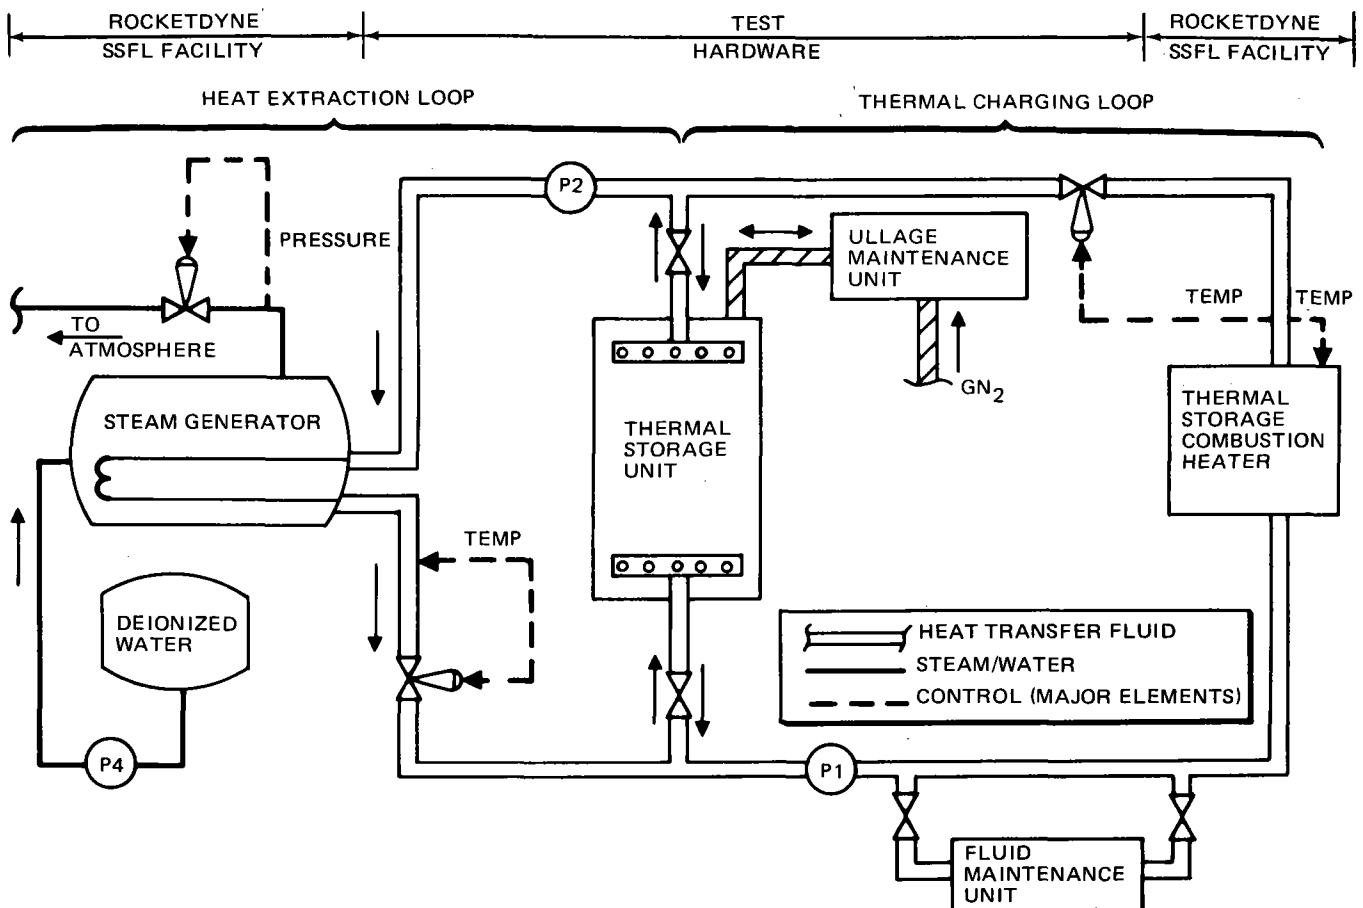 ROCKETDYNE
SSFL FACILITY
TEST
HARDWARE
ROCKETDYNE
SSFL FACILITY
HEAT EXTRACTION LOOP
THERMAL CHARGING LOOP
P2
PRESSURE
ULLAGE
MAINTENANCE
UNIT
TEMP
TEMP
TO
ATMOSPHERE
GN2
STEAM GENERATOR
THERMAL
STORAGE
UNIT
THERMAL
STORAGE
COMBUSTION
HEATER
TEMP
DEIONIZED
WATER
HEAT TRANSFER FLUID
STEAM/WATER
CONTROL (MAJOR ELEMENTS)
P4
P1
FLUID
MAINTENANCE
UNIT